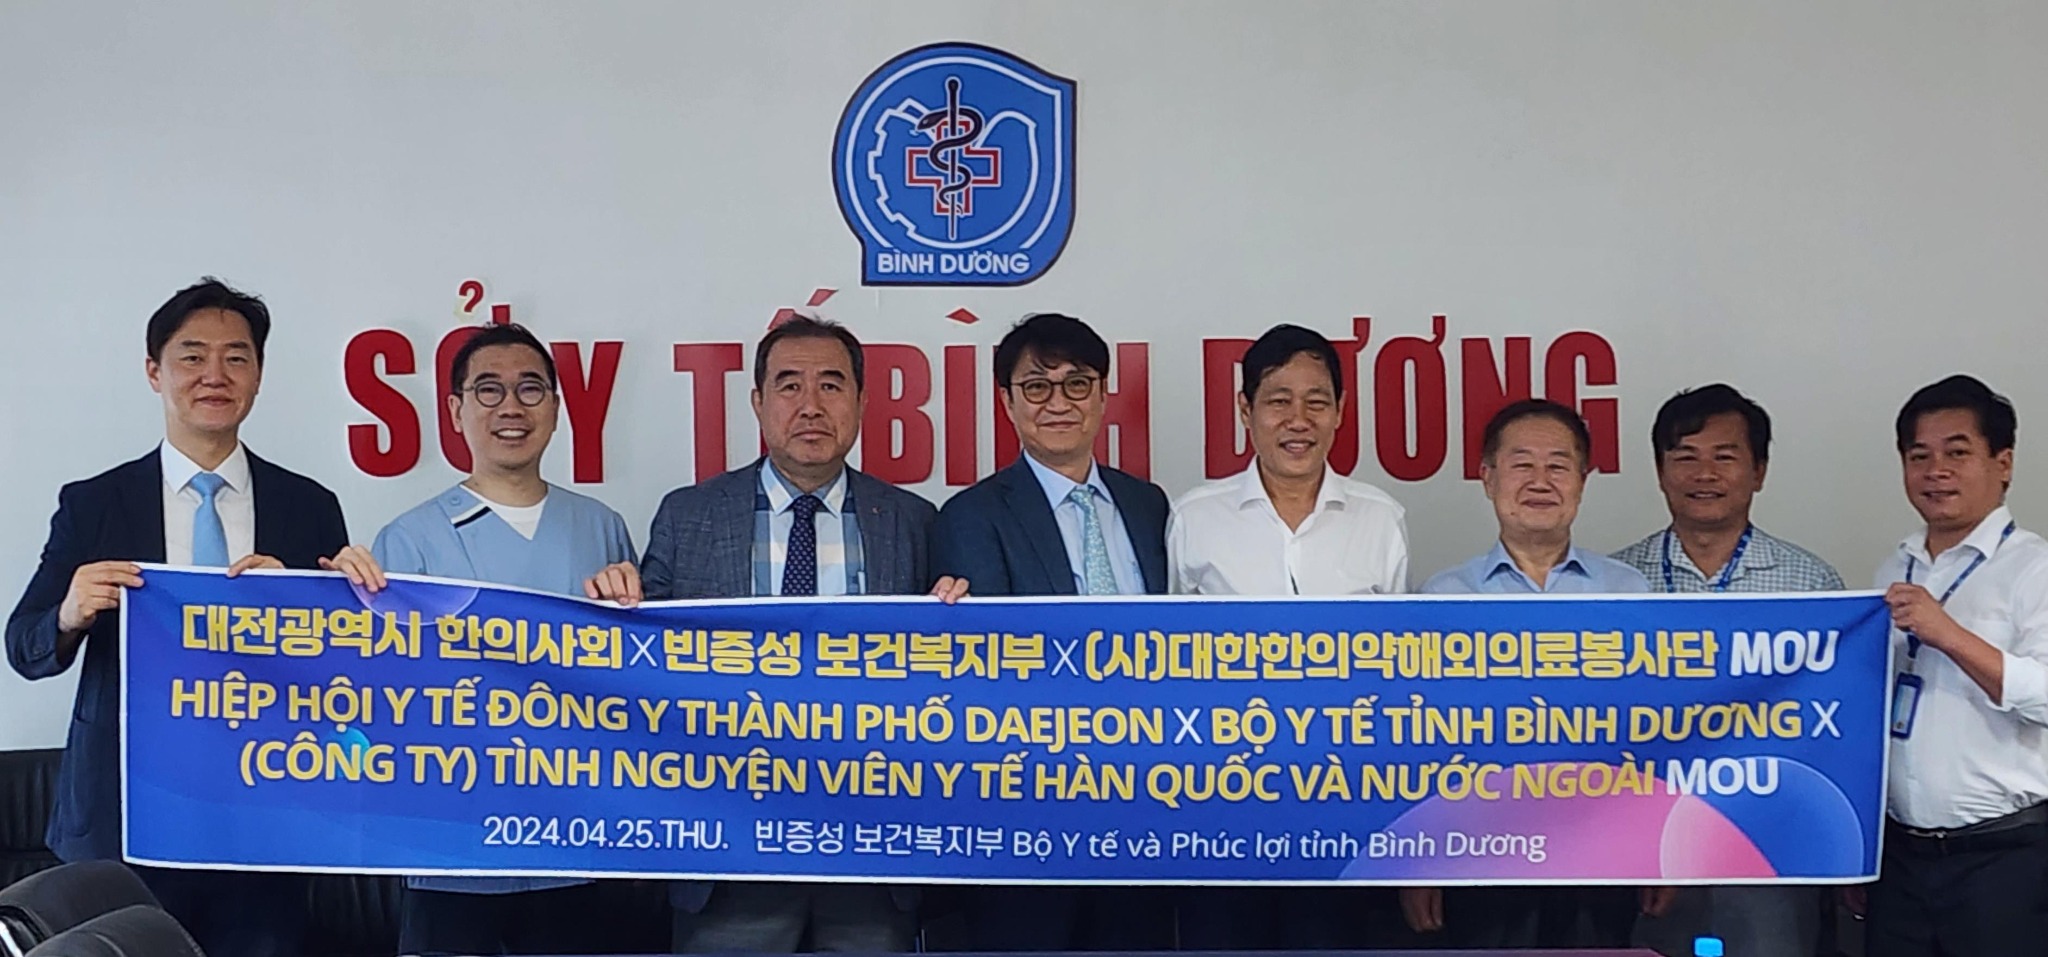 BÌNH DƯƠNG
SỞ Y TẾ BÌNH DƯƠNG
대전광역시 한의사회 X 빈증성 보건복지부 X (사)대한한의약해외의료봉사단 MOU
HIỆP HỘI Y TẾ ĐÔNG Y THÀNH PHỐ DAEJEON X BỘ Y TẾ TỈNH BÌNH DƯƠNG X
(CÔNG TY) TÌNH NGUYỆN VIÊN Y TẾ HÀN QUỐC VÀ NƯỚC NGOÀI MOU
2024.04.25.THU. 빈증성 보건복지부 Bộ Y tế và Phúc lợi tỉnh Bình Dương